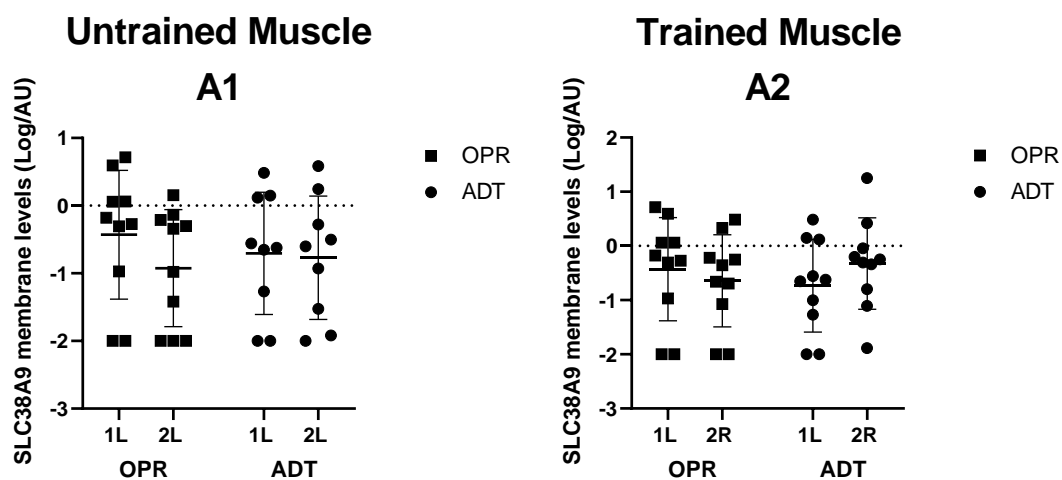 Untrained Muscle
A1
SLC38A9 membrane levels (Log/AU)
1
0
-1
-2
-3
1L 2L 1L 2L
OPR ADT
OPR
ADT
Trained Muscle
A2
SLC38A9 membrane levels (Log/AU)
2
1
0
-1
-2
-3
1L 2R 1L 2R
OPR ADT
OPR
ADT